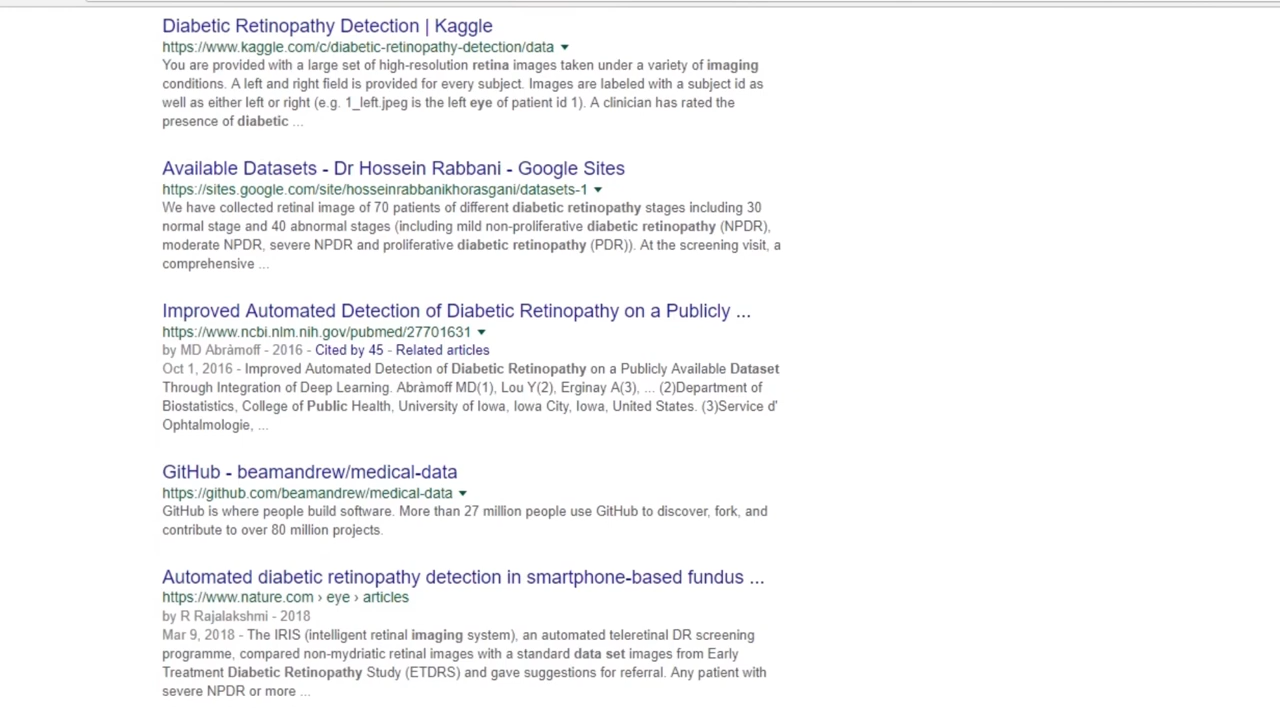 Diabetic Retinopathy Detection | Kaggle
https://www.kaggle.com/c/diabetic-retinopathy-detection/data
You are provided with a large set of high-resolution retina images taken under a variety of imaging
conditions. A left and right field is provided for every subject. Images are labeled with a subject id as
well as either left or right (e.g. 1_left.jpeg is the left eye of patient id 1). A clinician has rated the
presence of diabetic ...
Available Datasets - Dr Hossein Rabbani - Google Sites
https://sites.google.com/site/hosseinrabbanikhorasgani/datasets-1
We have collected retinal image of 70 patients of different diabetic retinopathy stages including 30
normal stage and 40 abnormal stages (including mild non-proliferative diabetic retinopathy (NPDR),
moderate NPDR, severe NPDR and proliferative diabetic retinopathy (PDR)). At the screening visit, a
comprehensive ...
Improved Automated Detection of Diabetic Retinopathy on a Publicly ...
https://www.ncbi.nlm.nih.gov/pubmed/27701631
by MD Abràmoff - 2016 - Cited by 45 - Related articles
Oct 1, 2016 - Improved Automated Detection of Diabetic Retinopathy on a Publicly Available Dataset
Through Integration of Deep Learning. Abràmoff MD(1), Lou Y(2), Erginay A(3), ... (2)Department of
Biostatistics, College of Public Health, University of Iowa, Iowa City, Iowa, United States. (3)Service d'
Ophtalmologie, ...
GitHub - beamandrew/medical-data
https://github.com/beamandrew/medical-data
GitHub is where people build software. More than 27 million people use GitHub to discover, fork, and
contribute to over 80 million projects.
Automated diabetic retinopathy detection in smartphone-based fundus ...
https://www.nature.com › eye › articles
by R Rajalakshmi - 2018
Mar 9, 2018 - The IRIS (intelligent retinal imaging system), an automated teleretinal DR screening
programme, compared non-mydriatic retinal images with a standard data set images from Early
Treatment Diabetic Retinopathy Study (ETDRS) and gave suggestions for referral. Any patient with
severe NPDR or more ...